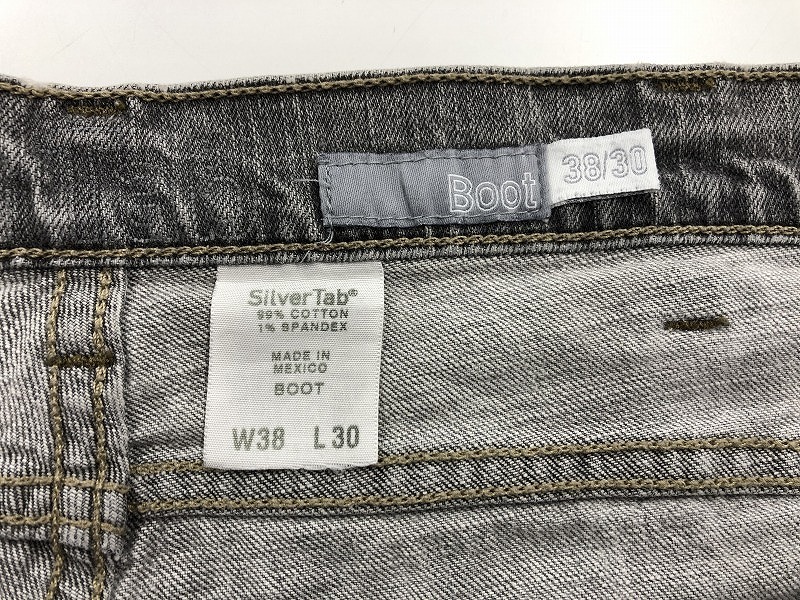 Boot
38/30
SilverTab®
99% COTTON
1% SPANDEX
MADE IN
MEXICO
BOOT
W38 L30